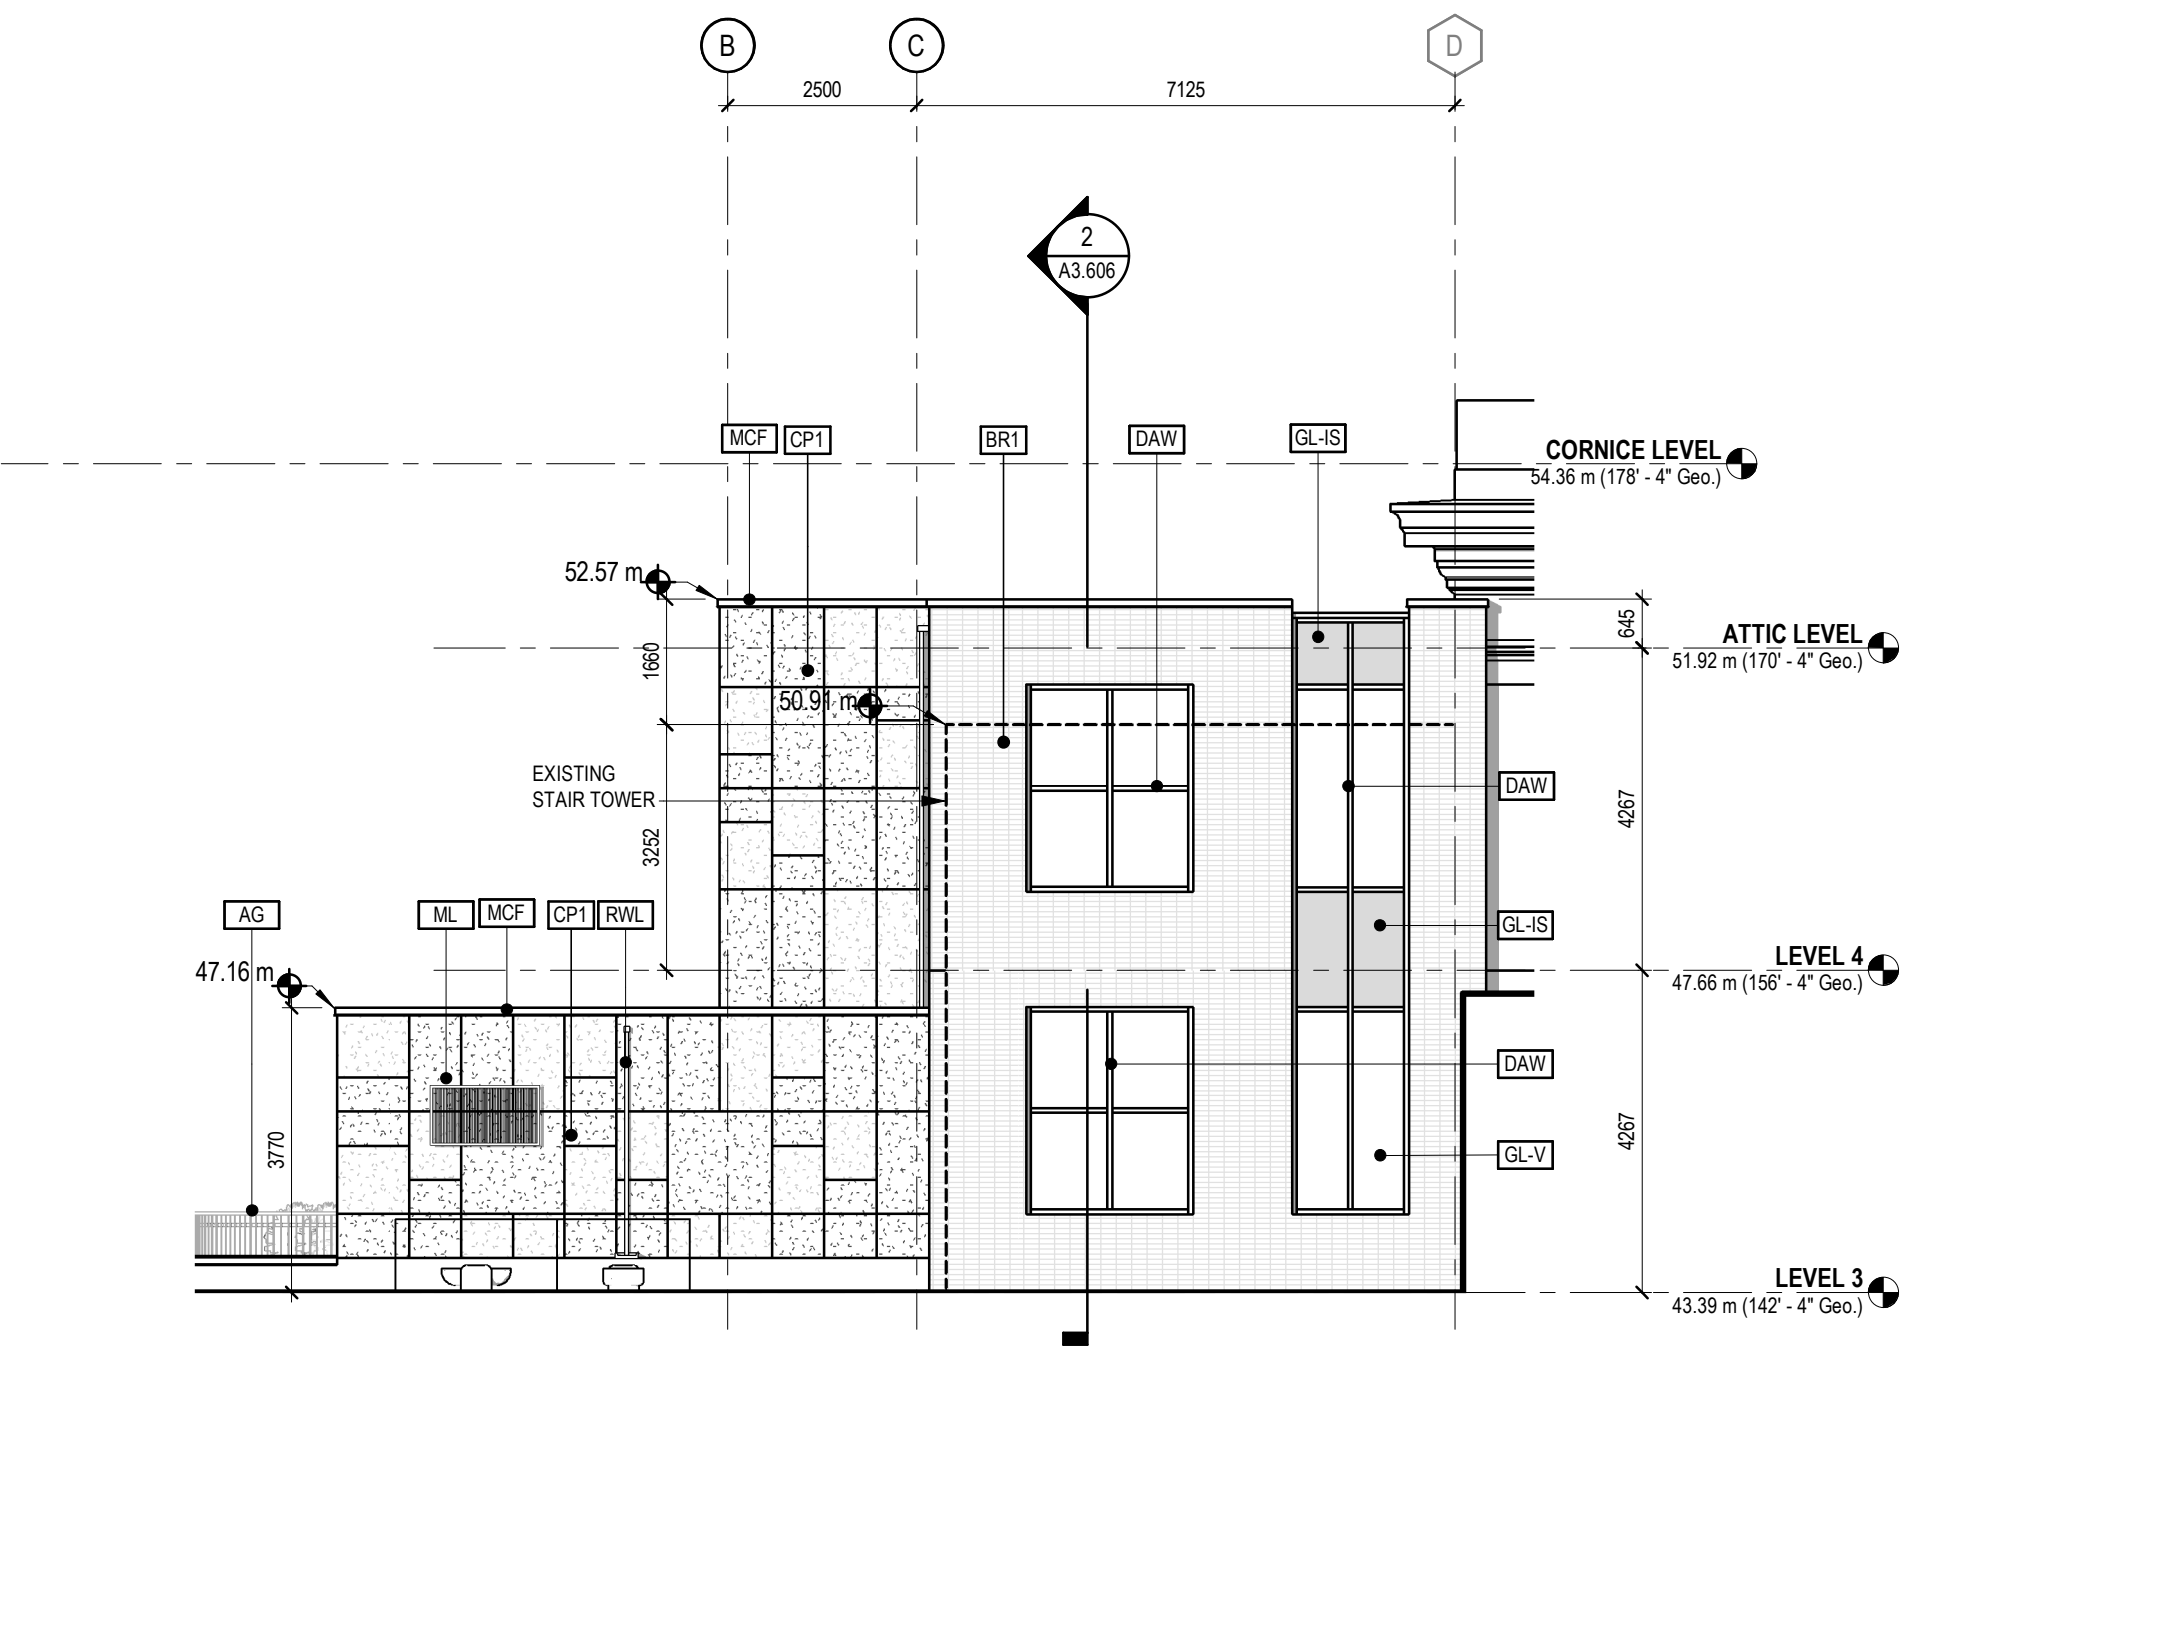 B
C
D
2500
7125
2
A3.606
MCF
CP1
BR1
DAW
GL-IS
CORNICE LEVEL
54.36 m (178' - 4" Geo.)
52.57 m
645
ATTIC LEVEL
51.92 m (170' - 4" Geo.)
1660
50.91 m
EXISTING
STAIR TOWER
DAW
4267
3252
AG
ML
MCF
CP1
RWL
GL-IS
47.16 m
LEVEL 4
47.66 m (156' - 4" Geo.)
DAW
4267
3770
GL-V
LEVEL 3
43.39 m (142' - 4" Geo.)